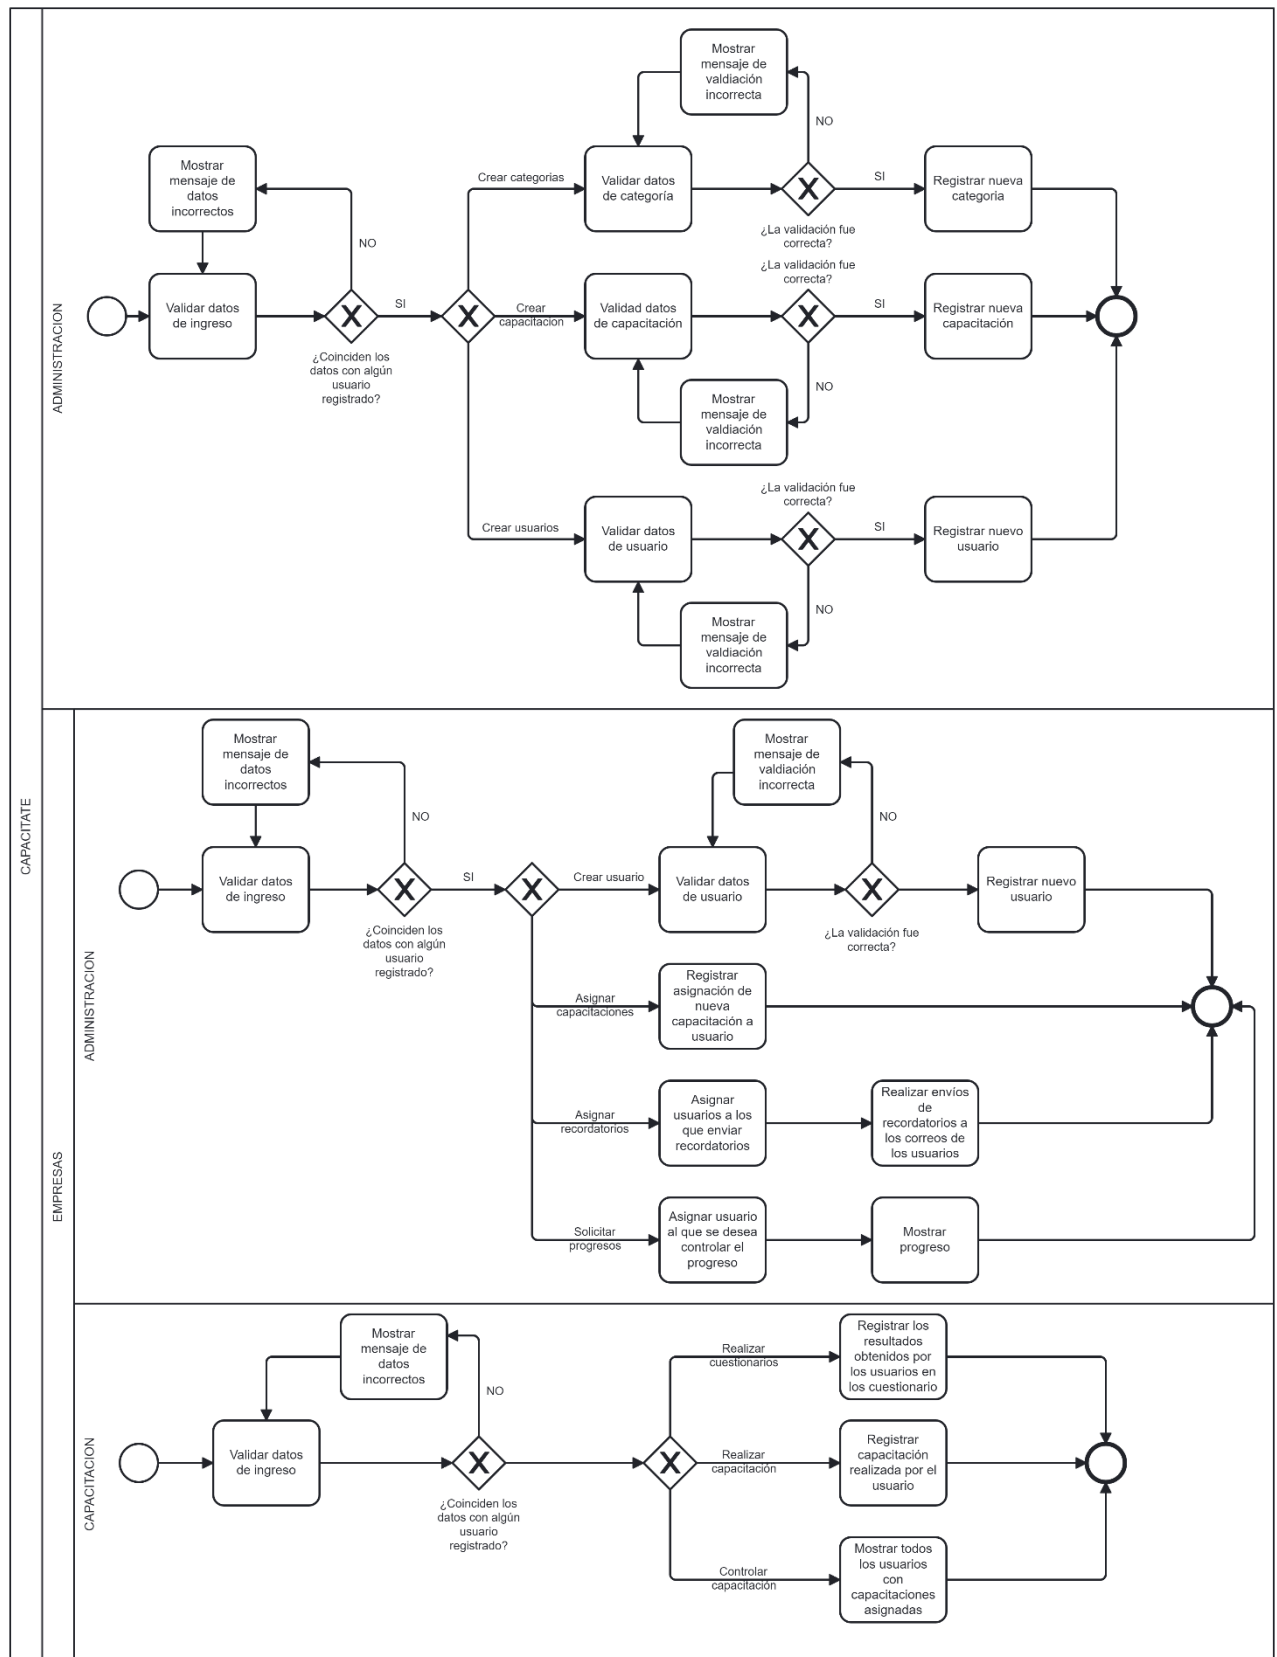 CAPACITATE
ADMINISTRACION
Mostrar
mensaje de
datos
incorrectos
NO
Validar datos
de ingreso
SI
¿Coinciden los
datos con algún
usuario
registrado?
Mostrar
mensaje de
valdiación
incorrecta
NO
Crear categorias
Validar datos
de categoría
SI
Registrar nueva
categoria
¿La validación fue
correcta?
¿La validación fue
correcta?
Crear
capacitacion
Validad datos
de capacitación
SI
Registrar nueva
capacitación
NO
Mostrar
mensaje de
valdiación
incorrecta
¿La validación fue
correcta?
Crear usuarios
Validar datos
de usuario
SI
Registrar nuevo
usuario
NO
Mostrar
mensaje de
valdiación
incorrecta
EMPRESAS
ADMINISTRACION
Mostrar
mensaje de
datos
incorrectos
NO
Validar datos
de ingreso
SI
¿Coinciden los
datos con algún
usuario
registrado?
Mostrar
mensaje de
valdiación
incorrecta
NO
Crear usuario
Validar datos
de usuario
¿La validación fue
correcta?
Registrar nuevo
usuario
Asignar
capacitaciones
Registrar
asignación de
nueva
capacitación a
usuario
Asignar
recordatorios
Asignar
usuarios a los
que enviar
recordatorios
Realizar envíos
de
recordatorios a
los correos de
los usuarios
Solicitar
progresos
Asignar usuario
al que se desea
controlar el
progreso
Mostrar
progreso
CAPACITACION
Mostrar
mensaje de
datos
incorrectos
NO
Validar datos
de ingreso
¿Coinciden los
datos con algún
usuario
registrado?
Realizar
cuestionarios
Registrar los
resultados
obtenidos por
los usuarios en
los cuestionario
Realizar
capacitación
Registrar
capacitación
realizada por el
usuario
Controlar
capacitación
Mostrar todos
los usuarios
con
capacitaciones
asignadas